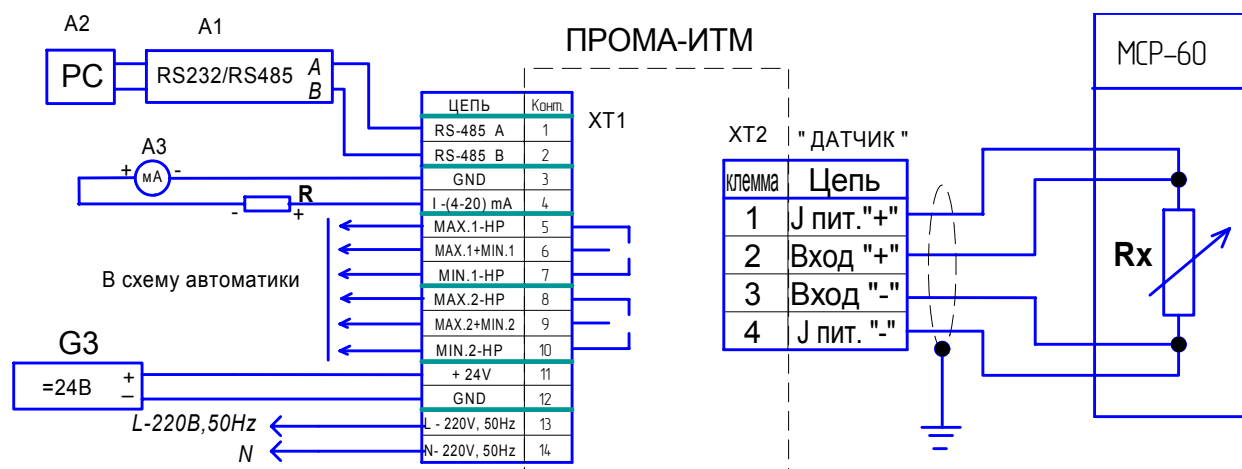 ПРОМА-ИТМ
A2
A1
PC
RS232/RS485
A
B
ЦЕПЬ Конт.
RS-485 A 1
RS-485 B 2
GND 3
I -(4-20) mA 4
MAX.1-HP 5
MAX.1+MIN.1 6
MIN.1-HP 7
MAX.2-HP 8
MAX.2+MIN.2 9
MIN.2-HP 10
+ 24V 11
GND 12
L - 220V, 50Hz 13
N- 220V, 50Hz 14
XT1
A3
+ мА -
R
- +
В схему автоматики
G3
=24В + –
L-220В,50Hz
N
XT2 " ДАТЧИК "
клемма Цепь
1 J пит."+"
2 Вход "+"
3 Вход "-"
4 J пит. "-"
МСР-60
Rx